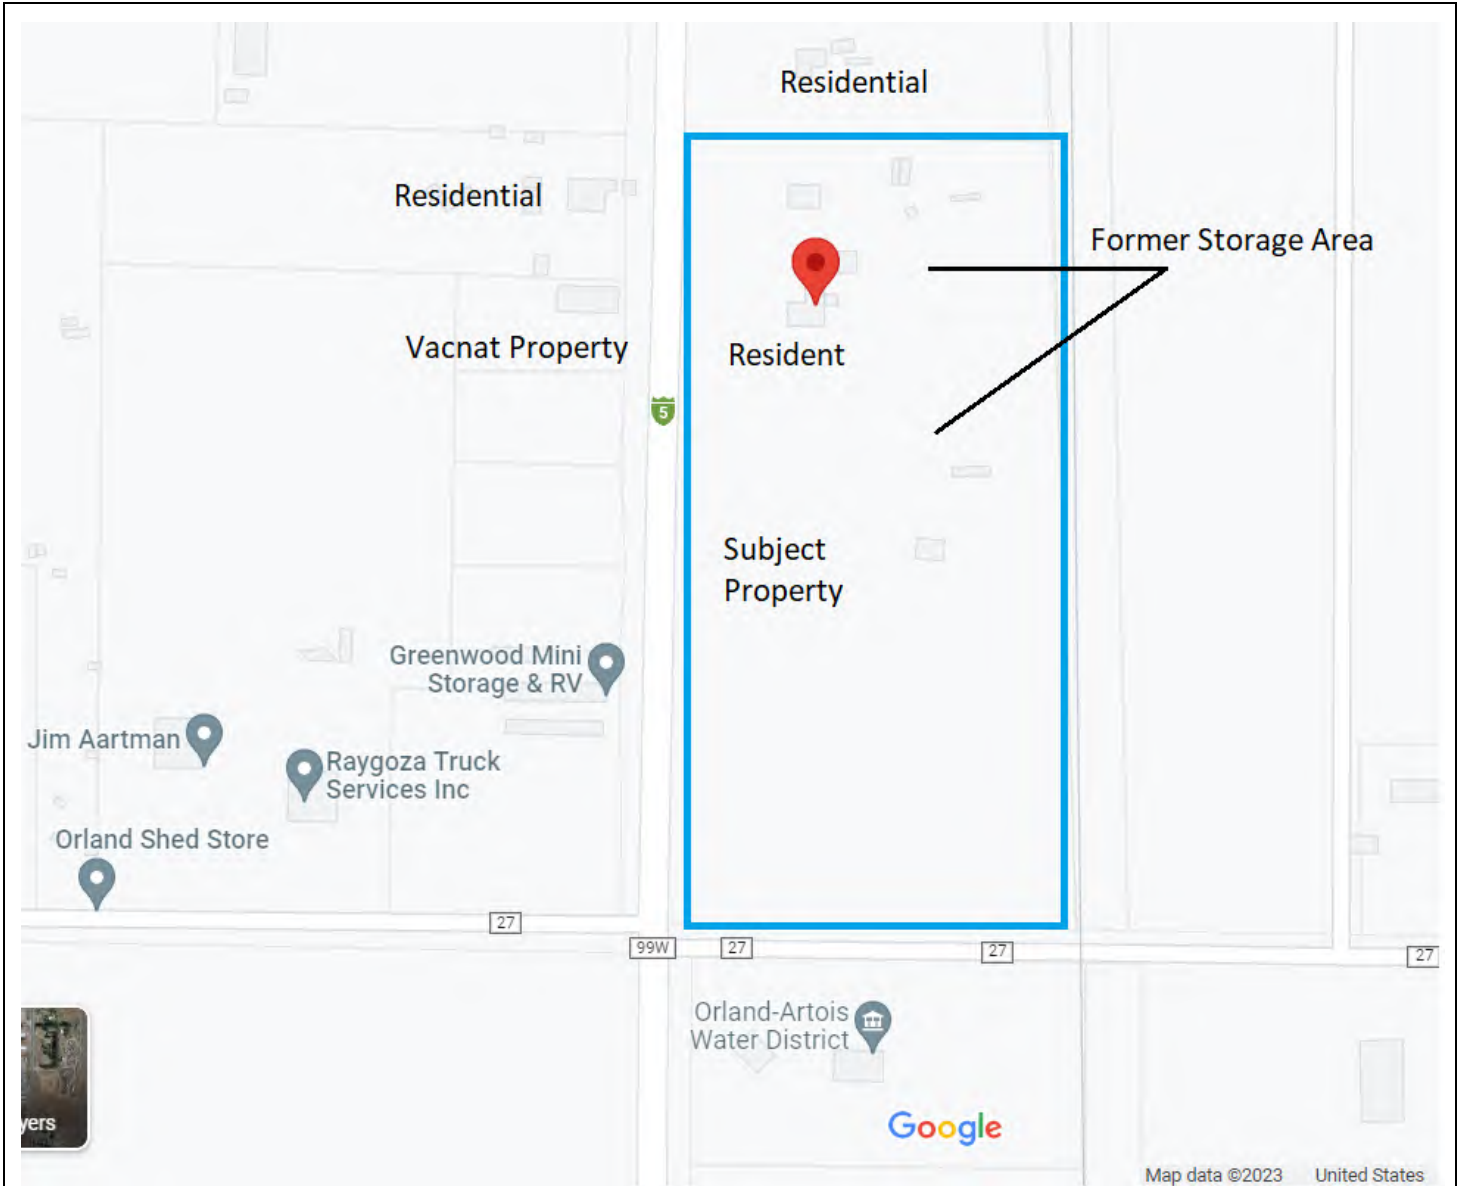 Residential
Residential
Former Storage Area
Vacnat Property
Resident
5
Subject
Property
Greenwood Mini
Storage & RV
Jim Aartman
Raygoza Truck
Services Inc
Orland Shed Store
27
99W
27
27
27
Orland-Artois
Water District
yers
Google
Map data ©2023
United States